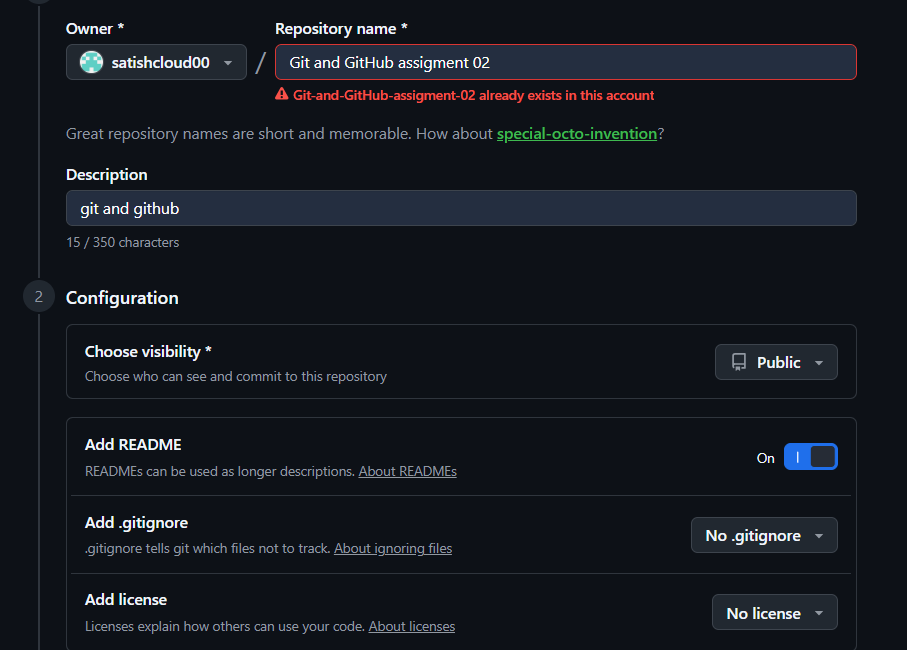 Owner * Repository name *
satishcloud00 / Git and GitHub assigment 02
Git-and-GitHub-assigment-02 already exists in this account
Great repository names are short and memorable. How about special-octo-invention?
Description
git and github
15 / 350 characters
2 Configuration
Choose visibility *
Public
Choose who can see and commit to this repository
Add README
On
READMEs can be used as longer descriptions. About READMEs
Add .gitignore
No .gitignore
.gitignore tells git which files not to track. About ignoring files
Add license
No license
Licenses explain how others can use your code. About licenses